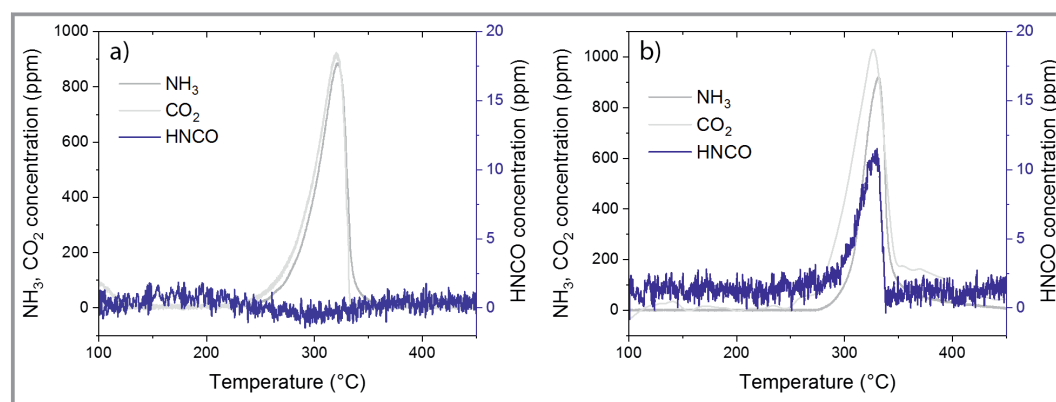 a)
NH3
CO2
HNCO
NH3, CO2 concentration (ppm)
1000
800
600
400
200
0
HNCO concentration (ppm)
20
15
10
5
0
100
200
300
400
Temperature (°C)
b)
NH3
CO2
HNCO
NH3, CO2 concentration (ppm)
1000
800
600
400
200
0
HNCO concentration (ppm)
20
15
10
5
0
100
200
300
400
Temperature (°C)